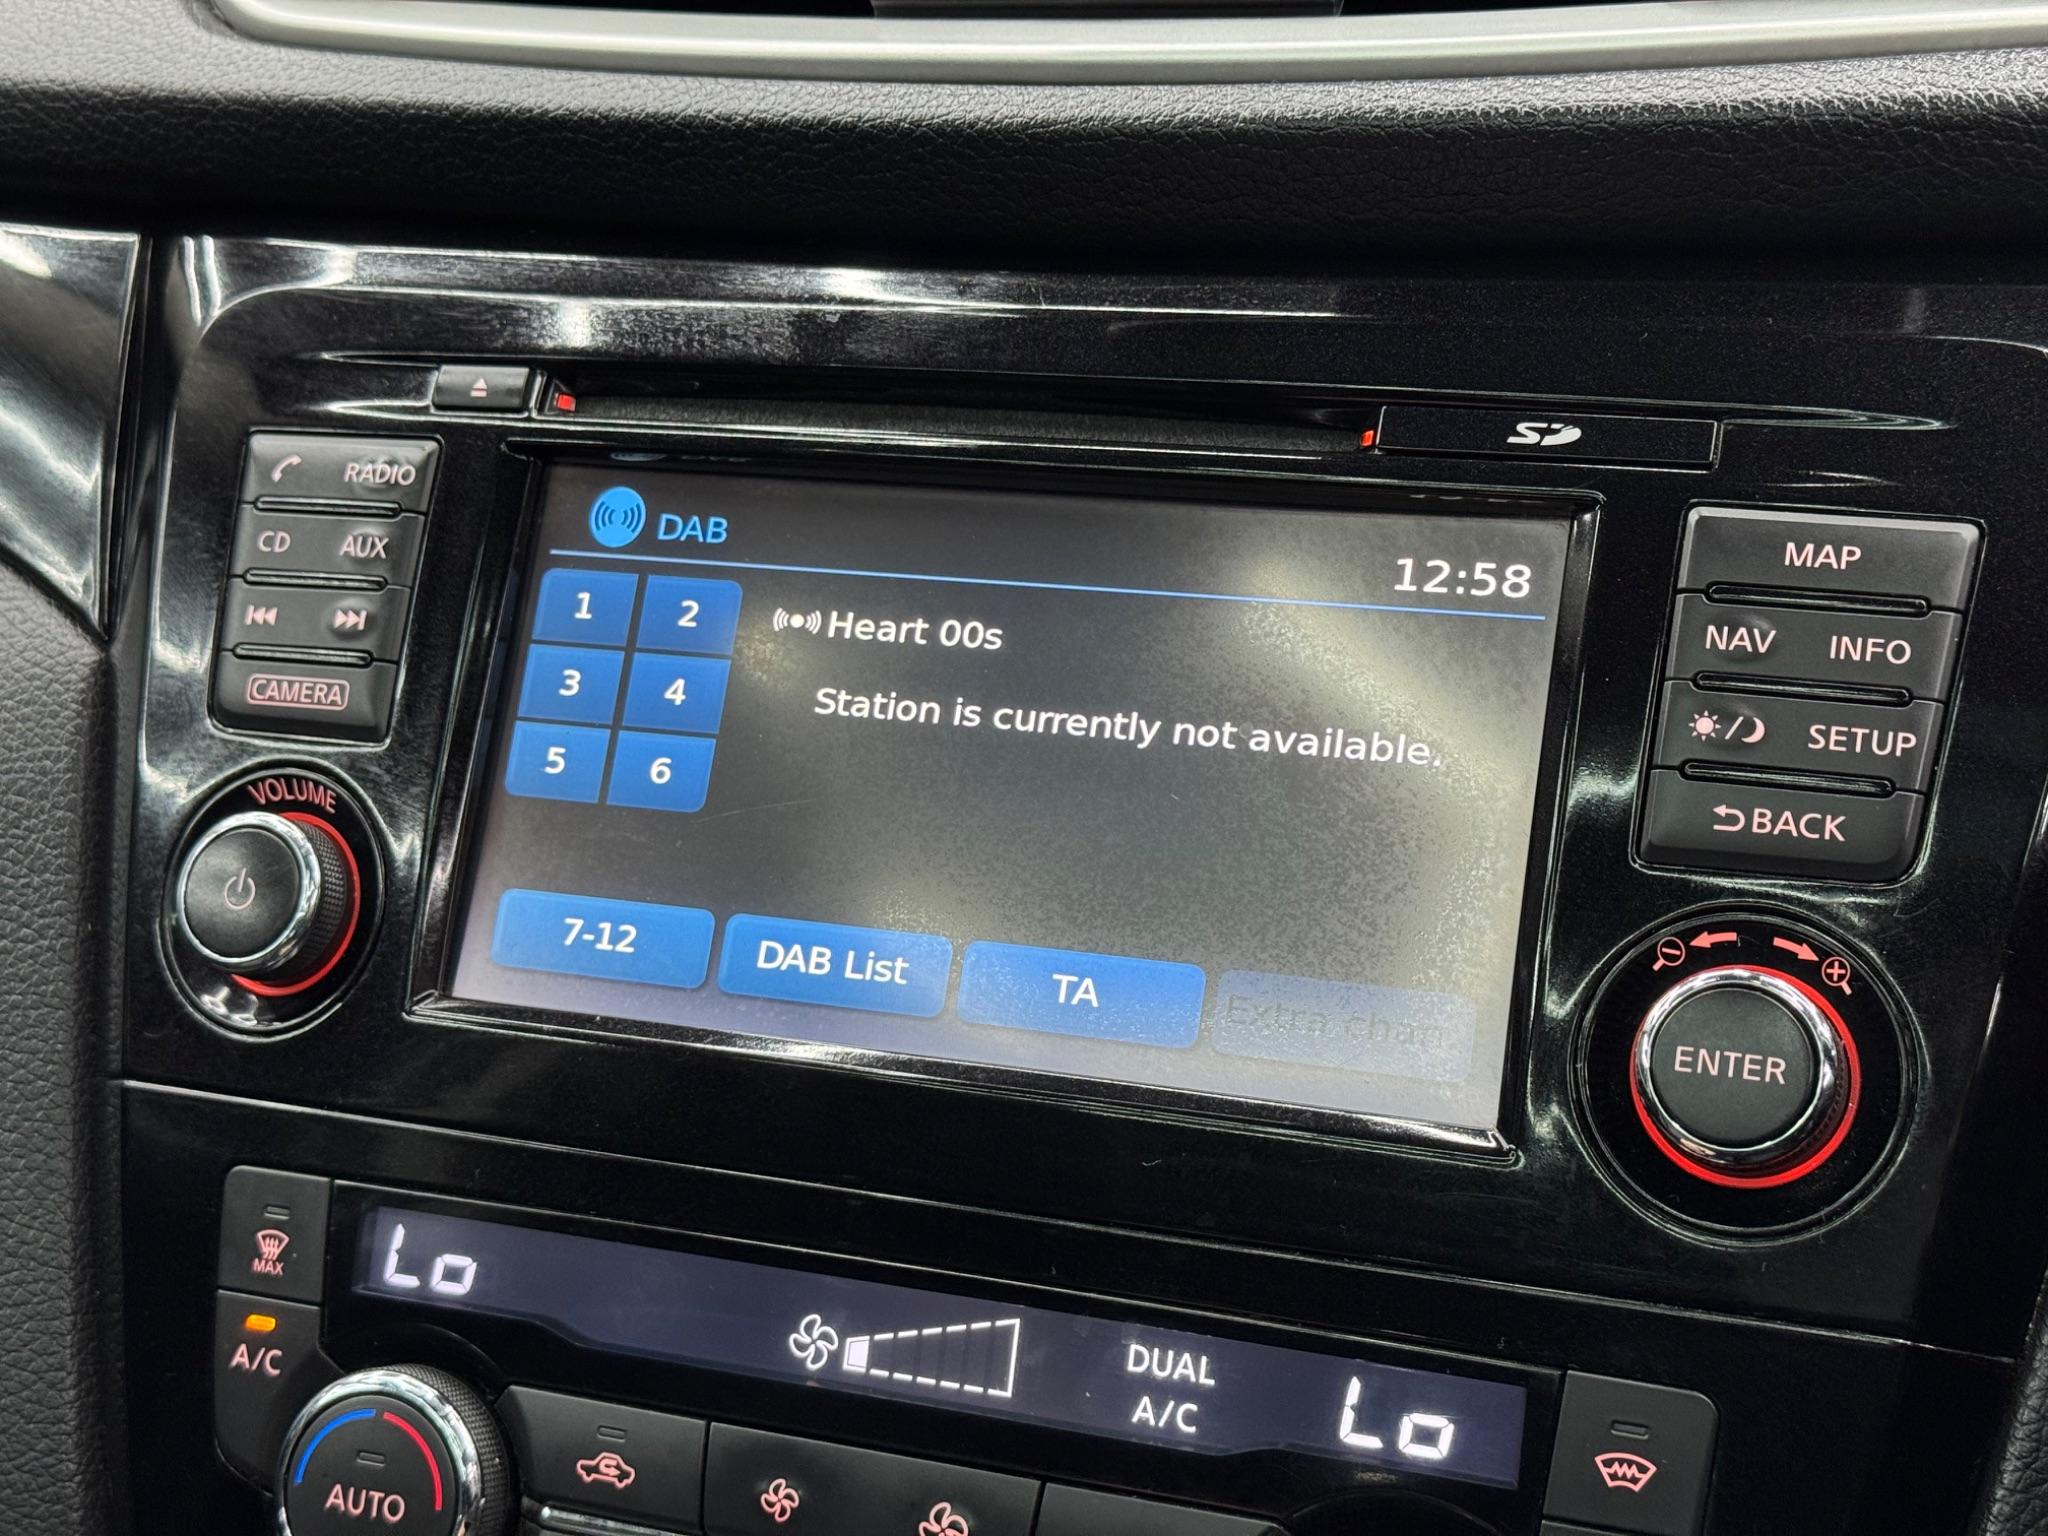 RADIO
CD AUX
CAMERA
VOLUME
SD
DAB
12:58
1 2
3 4
5 6
Heart 00s
Station is currently not available.
7-12 DAB List TA Extra chan.
MAP
NAV INFO
SETUP
BACK
ENTER
MAX
A/C
AUTO
Lo
DUAL
A/C
Lo